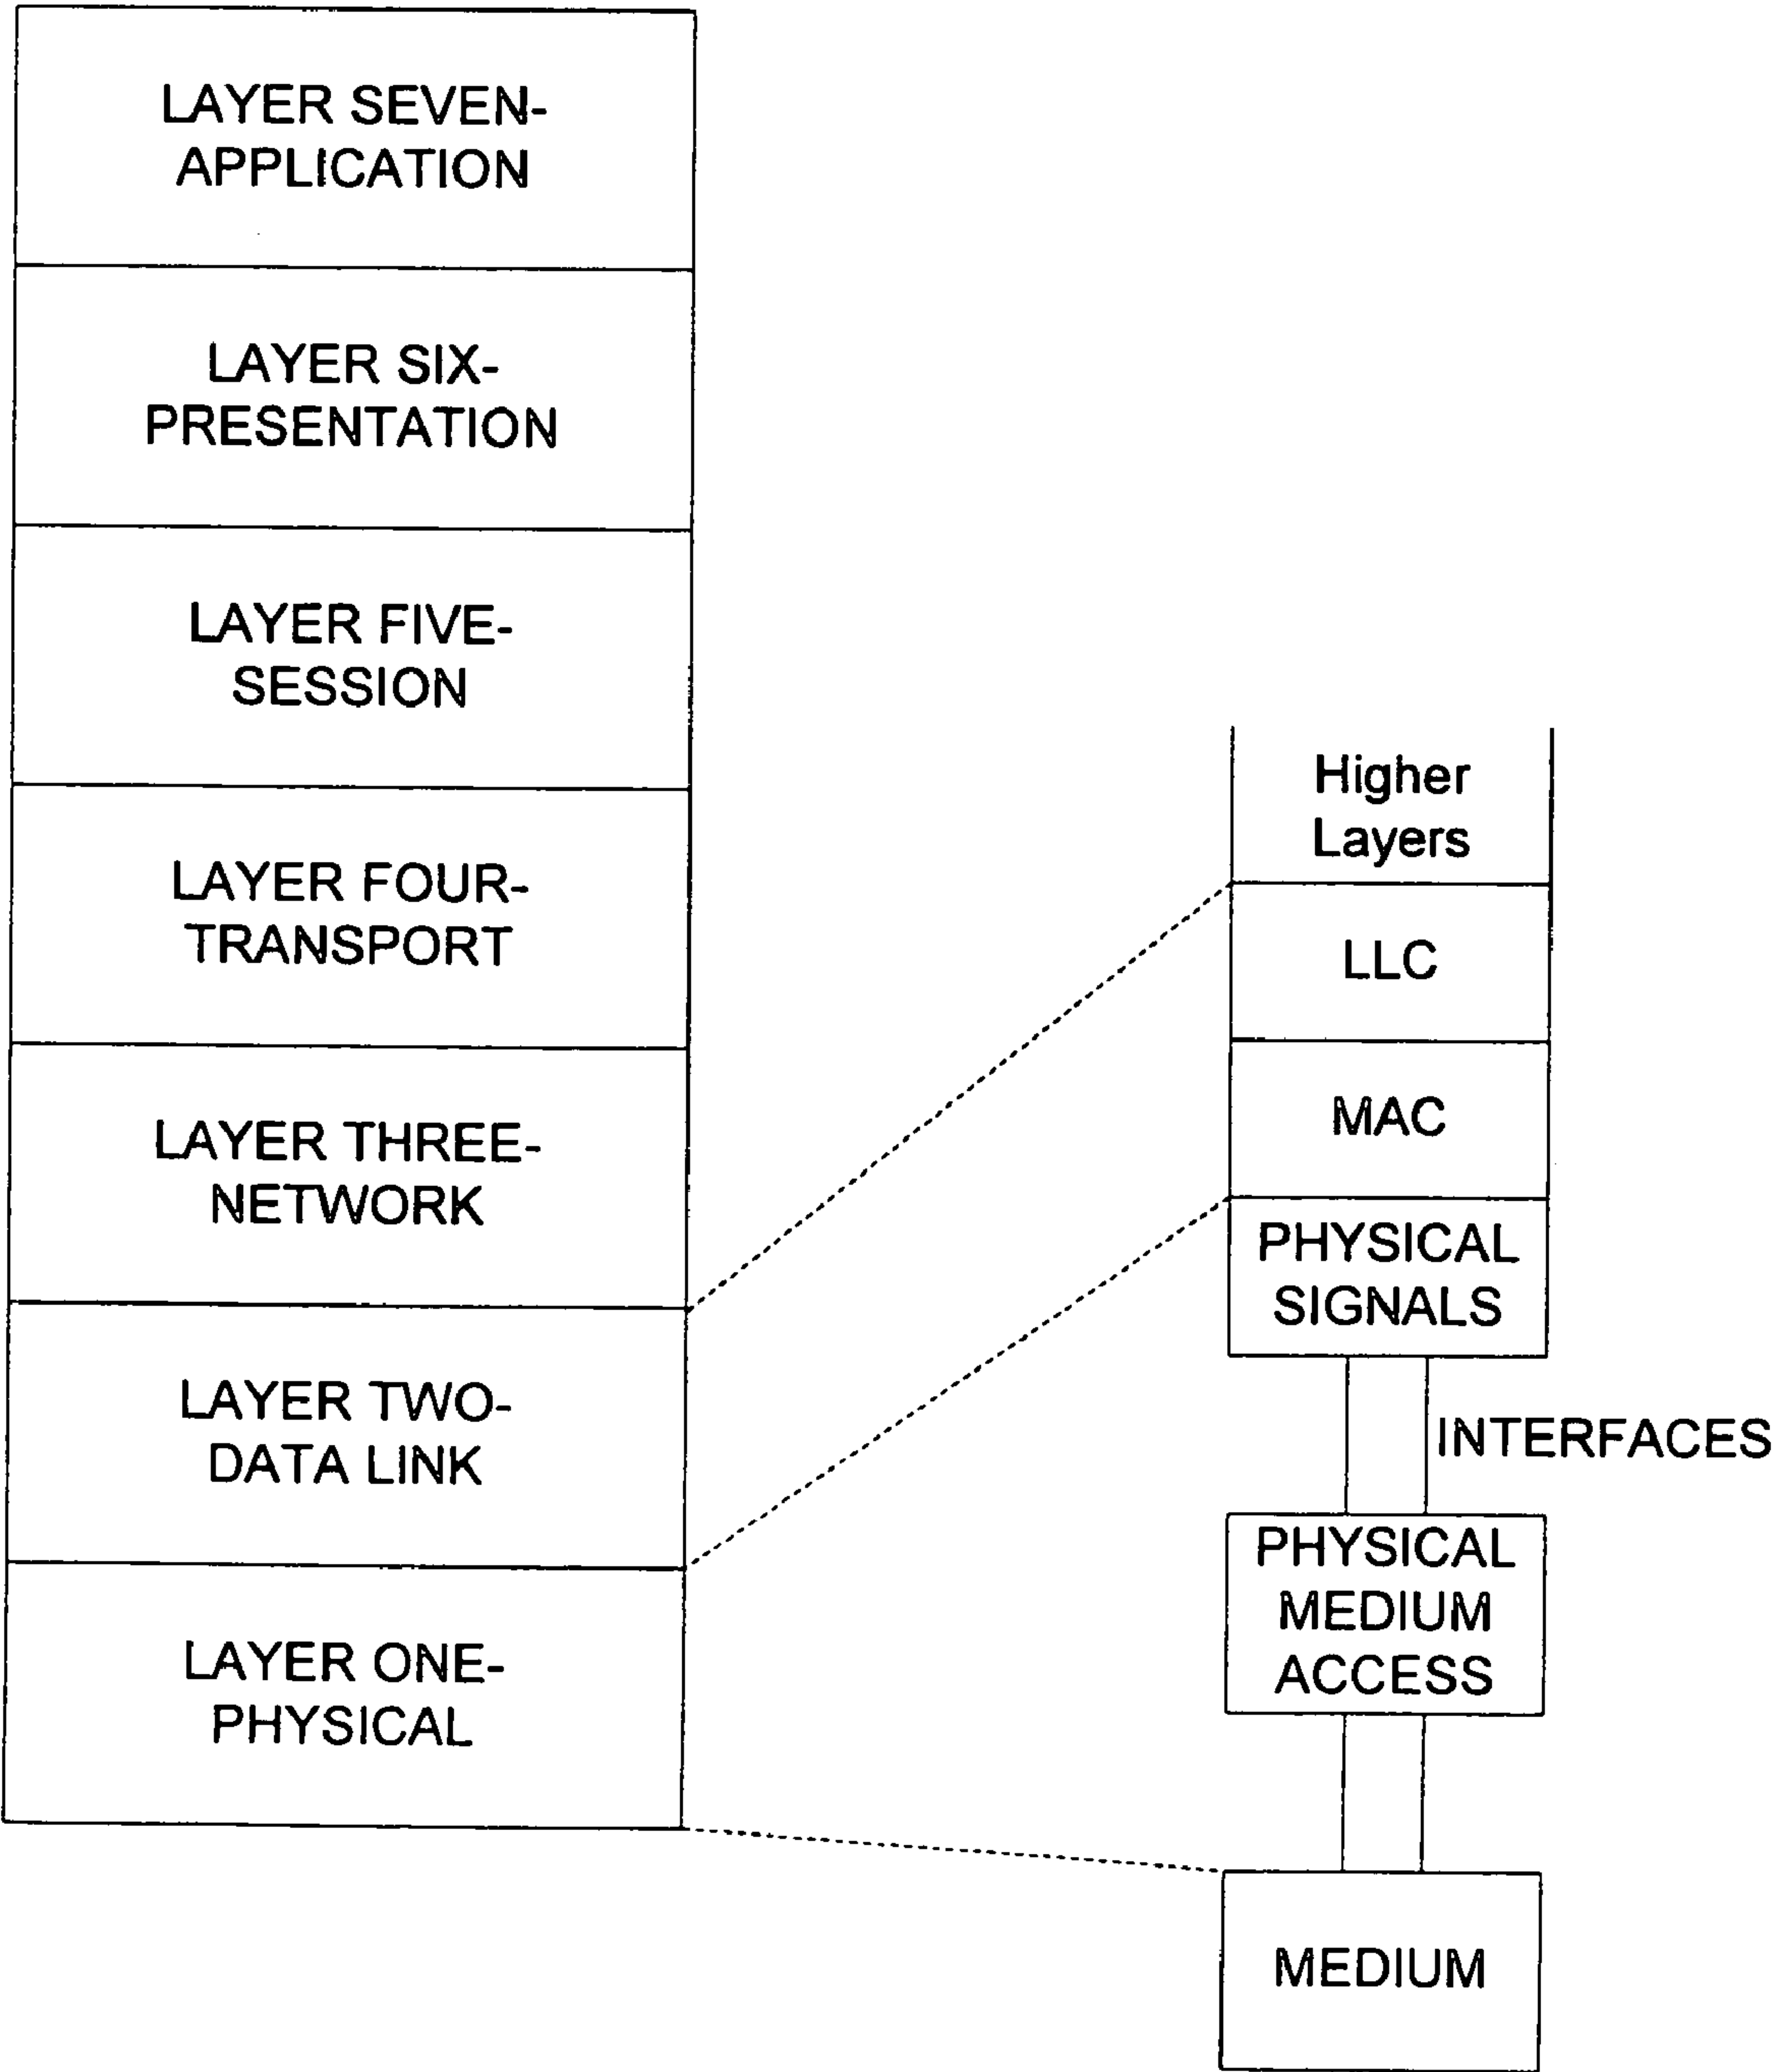 LAYER SEVEN-
APPLICATION
LAYER SIX-
PRESENTATION
LAYER FIVE-
SESSION
LAYER FOUR-
TRANSPORT
LAYER THREE-
NETWORK
LAYER TWO-
DATA LINK
LAYER ONE-
PHYSICAL
Higher
Layers
LLC
MAC
PHYSICAL
SIGNALS
INTERFACES
PHYSICAL
MEDIUM
ACCESS
MEDIUM